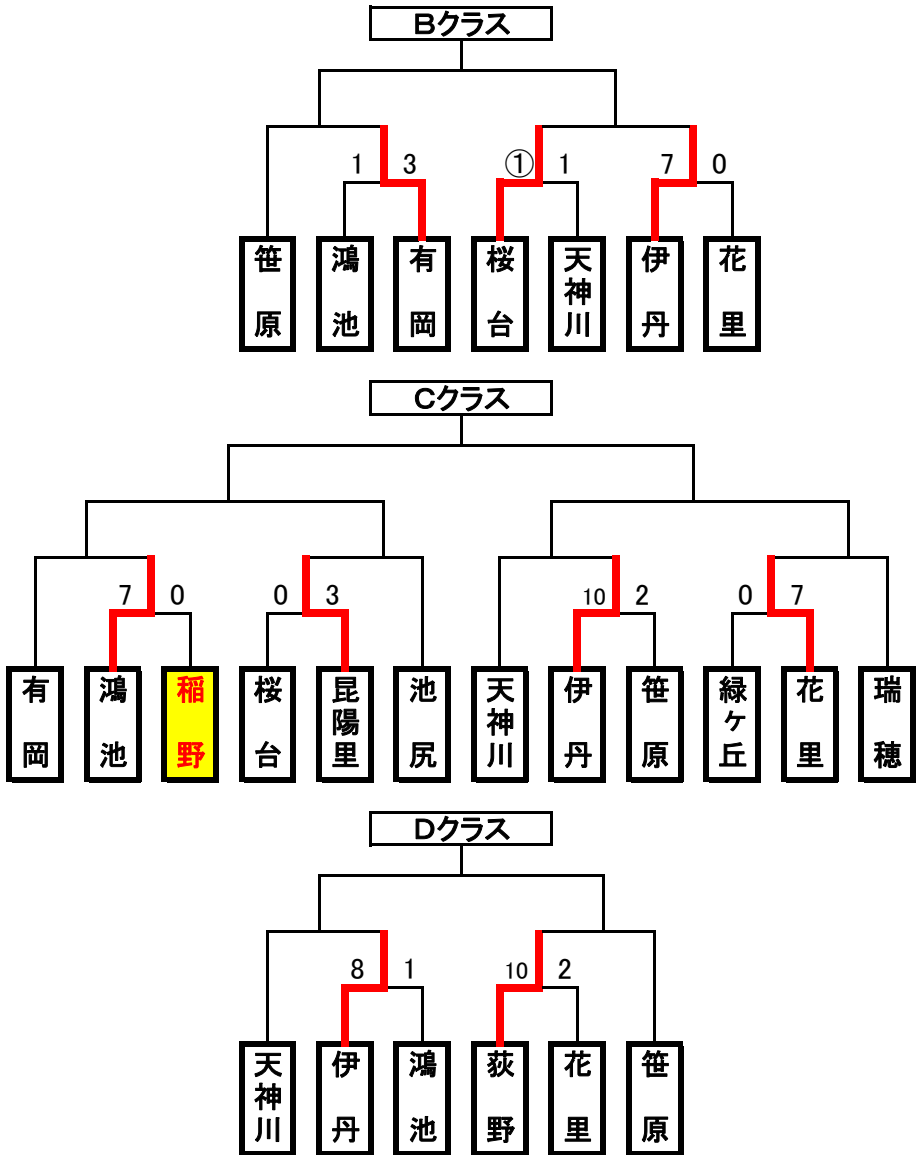 Bクラス
1 3 ① 1 7 0
笹原 鴻池 有岡 桜台 天神川 伊丹 花里
Cクラス
7 0 0 3 10 2 0 7
有岡 鴻池 稲野 桜台 昆陽里 池尻 天神川 伊丹 笹原 緑ヶ丘 花里 瑞穂
Dクラス
8 1 10 2
天神川 伊丹 鴻池 荻野 花里 笹原